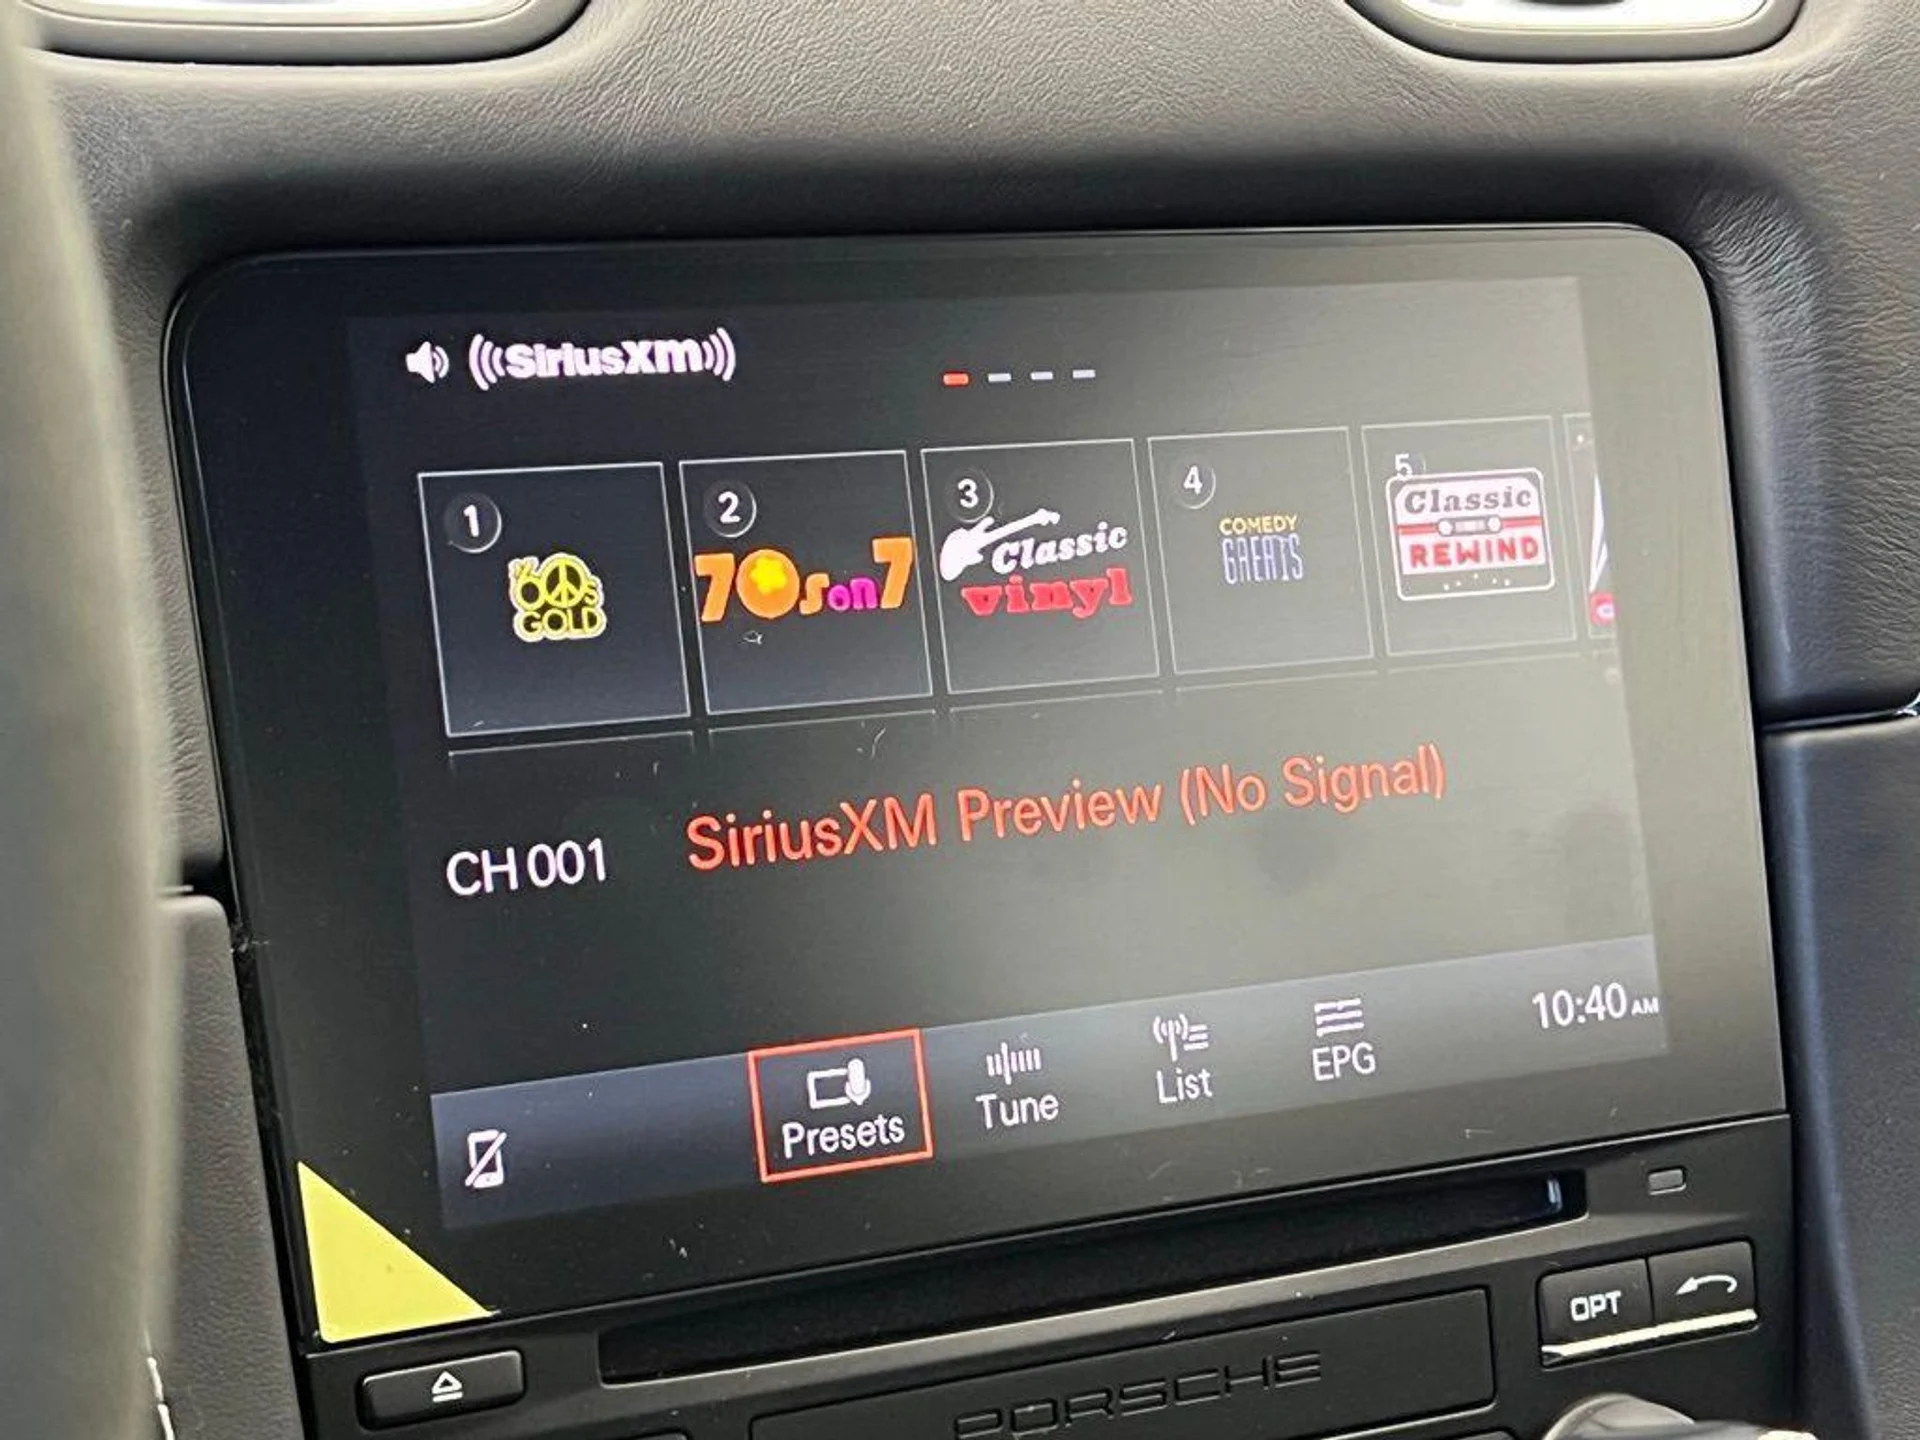 ((SiriusXM))
1
2
3
4
5
60s
GOLD
70s on 7
Classic
vinyl
COMEDY
GREATS
Classic
REWIND
CH 001
SiriusXM Preview (No Signal)
Presets
Tune
List
EPG
10:40 AM
OPT
PORSCHE